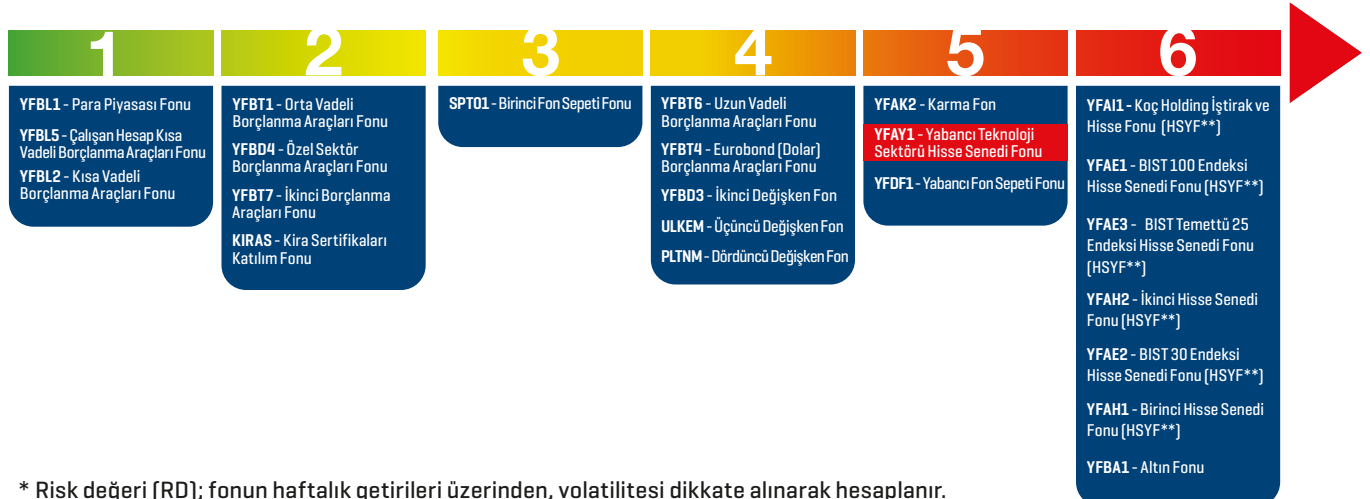 1
YFBL1 - Para Piyasası Fonu
YFBL5 - Çalışan Hesap Kısa
Vadeli Borçlanma Araçları Fonu
YFBL2 - Kısa Vadeli
Borçlanma Araçları Fonu
2
YFBT1 - Orta Vadeli
Borçlanma Araçları Fonu
YFBD4 - Özel Sektör
Borçlanma Araçları Fonu
YFBT7 - İkinci Borçlanma
Araçları Fonu
KIRAS - Kira Sertifikaları
Katılım Fonu
3
SPT01 - Birinci Fon Sepeti Fonu
4
YFBT6 - Uzun Vadeli
Borçlanma Araçları Fonu
YFBT4 - Eurobond (Dolar)
Borçlanma Araçları Fonu
YFBD3 - İkinci Değişken Fon
ULKEM - Üçüncü Değişken Fon
PLTNM - Dördüncü Değişken Fon
5
YFAK2 - Karma Fon
YFAY1 - Yabancı Teknoloji
Sektörü Hisse Senedi Fonu
YFDF1 - Yabancı Fon Sepeti Fonu
6
YFAI1 - Koç Holding İştirak ve
Hisse Fonu (HSYF**)
YFAE1 - BIST 100 Endeksi
Hisse Senedi Fonu (HSYF**)
YFAE3 - BIST Temettü 25
Endeksi Hisse Senedi Fonu
(HSYF**)
YFAH2 - İkinci Hisse Senedi
Fonu (HSYF**)
YFAE2 - BIST 30 Endeksi
Hisse Senedi Fonu (HSYF**)
YFAH1 - Birinci Hisse Senedi
Fonu (HSYF**)
YFBA1 - Altın Fonu
* Risk değeri (RD); fonun haftalık getirileri üzerinden, volatilitesi dikkate alınarak hesaplanır.